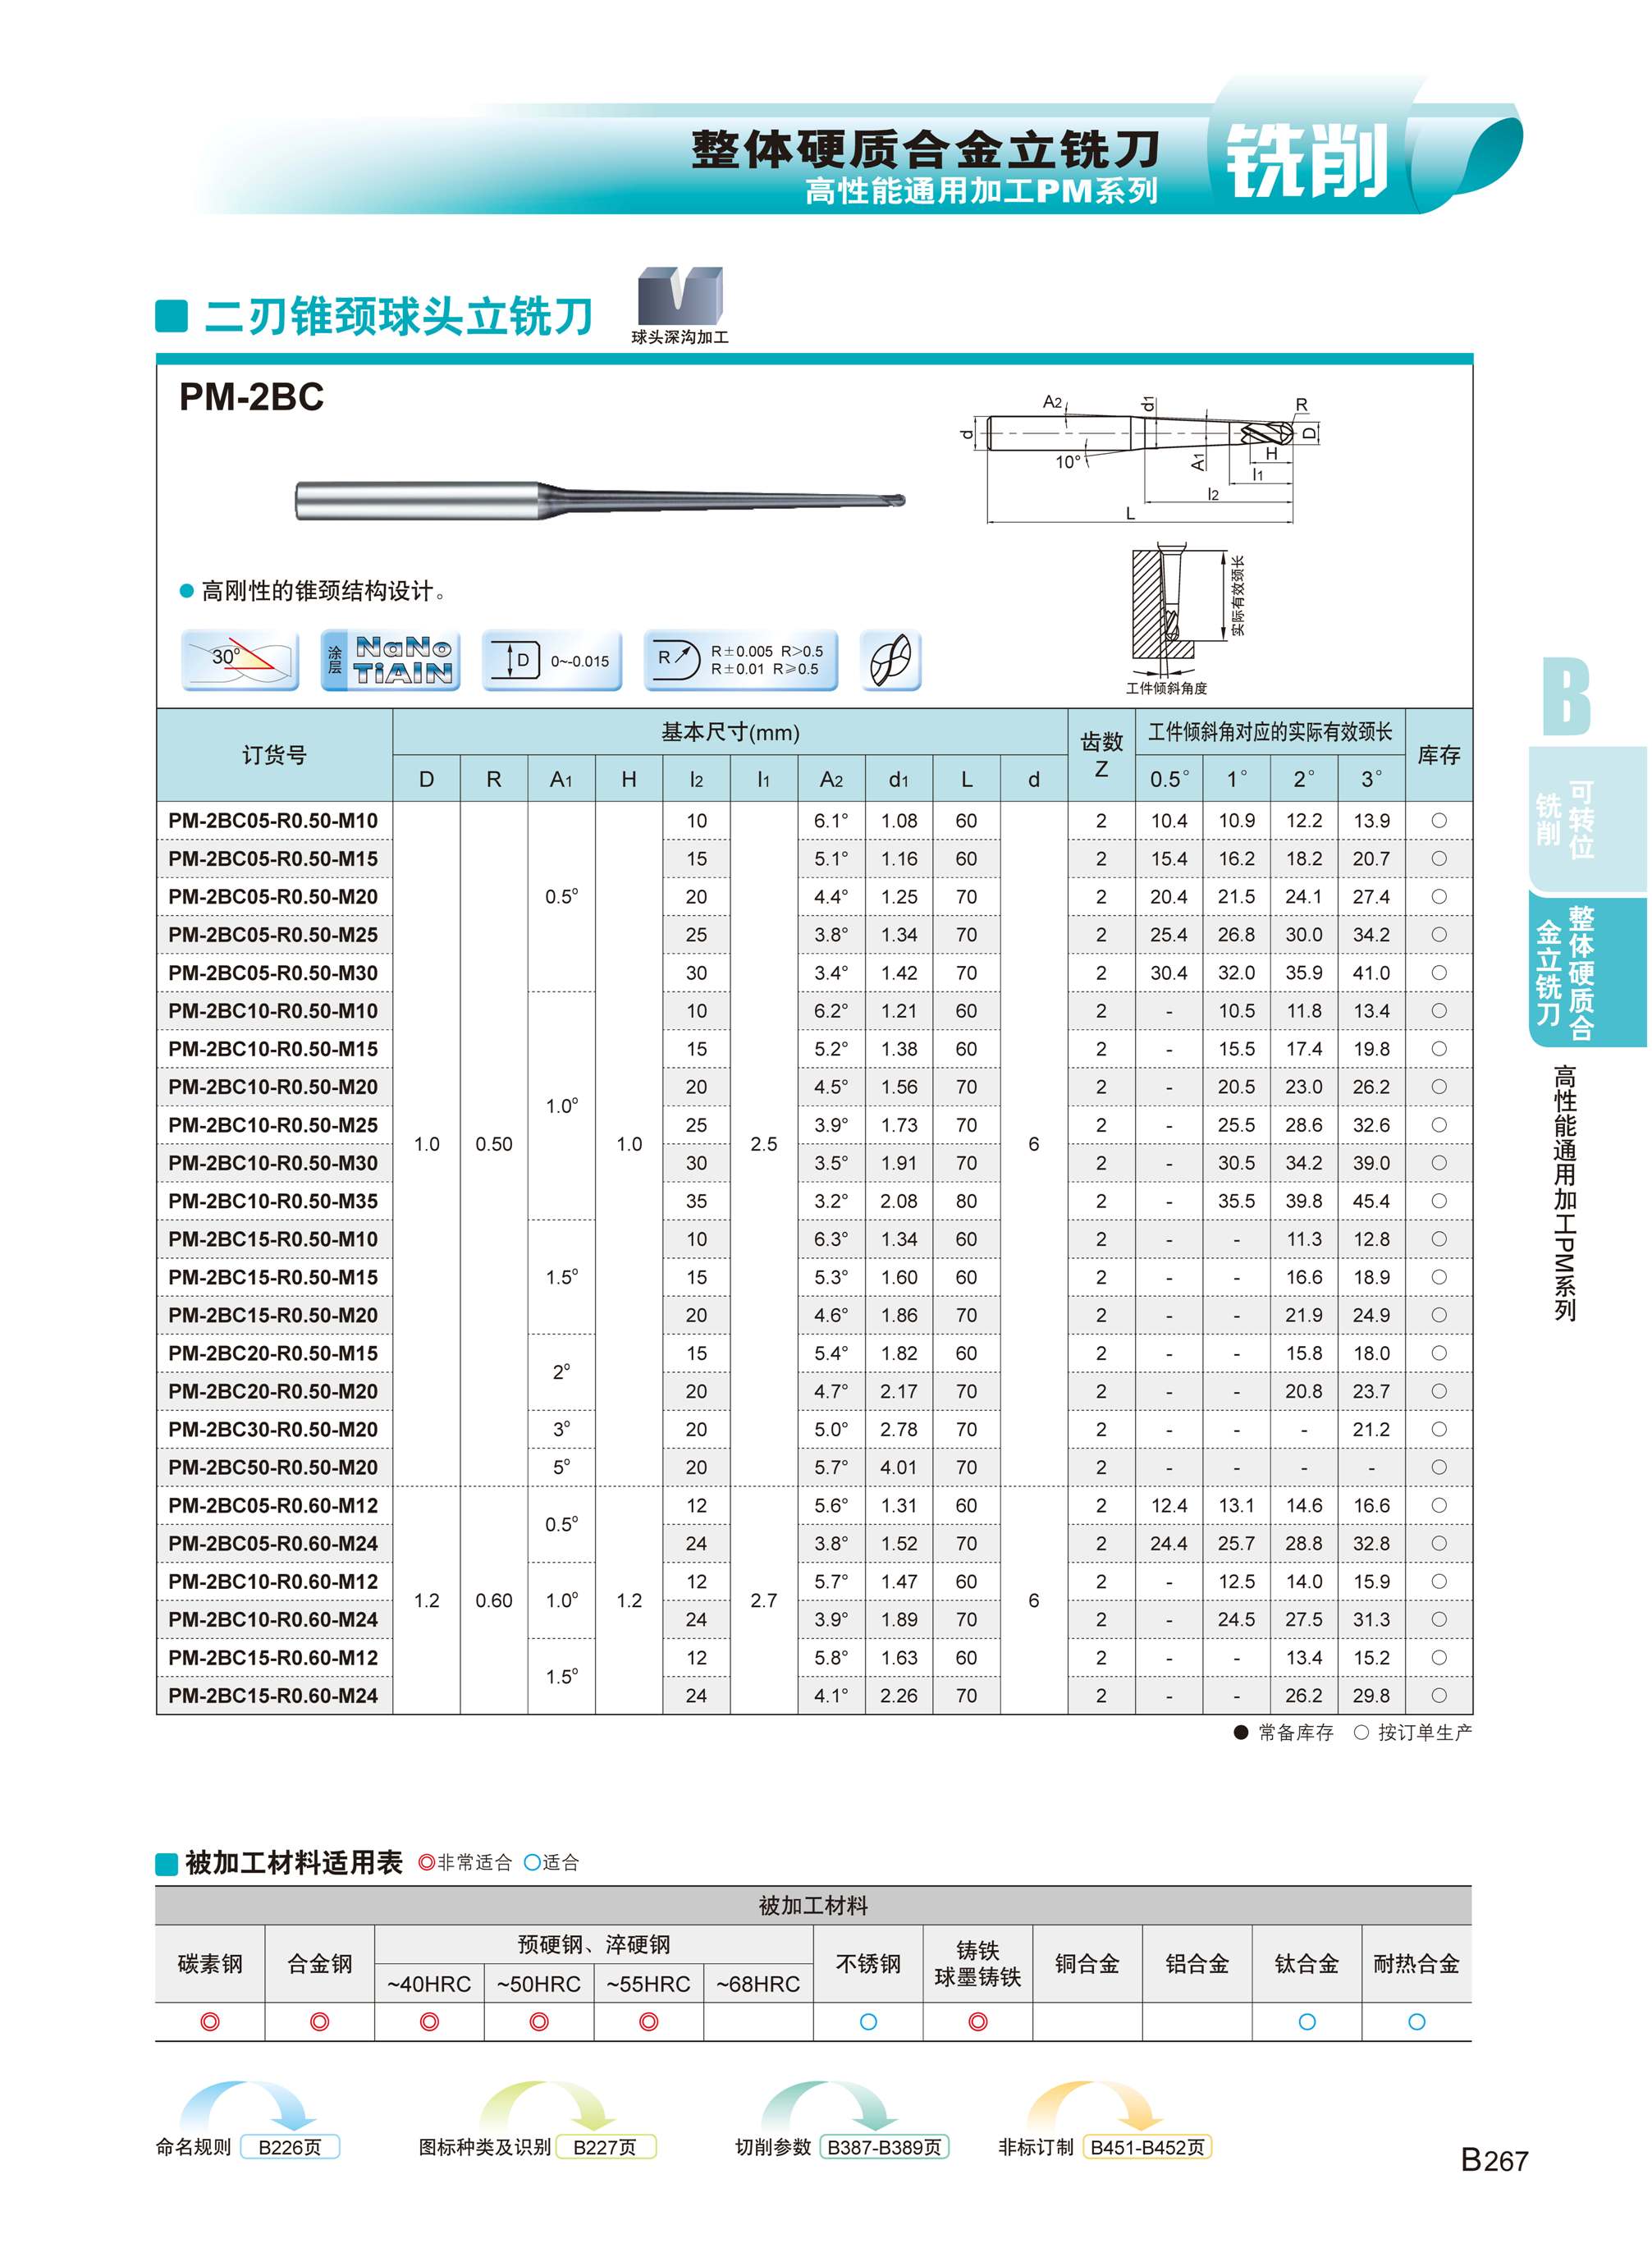 整体硬质合金立铣刀
高性能通用加工PM系列
铣削
二刃锥颈球头立铣刀
球头深沟加工
PM-2BC
A2 d1 R
d D
10° A1 H
l1
l2
L
● 高刚性的锥颈结构设计。
实际有效颈长
工件倾斜角度
30°
涂层 NaNo TiAlN
D 0~-0.015
R R±0.005 R>0.5
R±0.01 R≥0.5
订货号 基本尺寸(mm) 齿数 Z 工件倾斜角对应的实际有效颈长 库存
D R A1 H l2 l1 A2 d1 L d 0.5° 1° 2° 3°
PM-2BC05-R0.50-M10 10 6.1° 1.08 60 2 10.4 10.9 12.2 13.9 ○
PM-2BC05-R0.50-M15 15 5.1° 1.16 60 2 15.4 16.2 18.2 20.7 ○
PM-2BC05-R0.50-M20 0.5° 20 4.4° 1.25 70 2 20.4 21.5 24.1 27.4 ○
PM-2BC05-R0.50-M25 25 3.8° 1.34 70 2 25.4 26.8 30.0 34.2 ○
PM-2BC05-R0.50-M30 30 3.4° 1.42 70 2 30.4 32.0 35.9 41.0 ○
PM-2BC10-R0.50-M10 10 6.2° 1.21 60 2 - 10.5 11.8 13.4 ○
PM-2BC10-R0.50-M15 15 5.2° 1.38 60 2 - 15.5 17.4 19.8 ○
PM-2BC10-R0.50-M20 20 4.5° 1.56 70 2 - 20.5 23.0 26.2 ○
1.0°
PM-2BC10-R0.50-M25 25 3.9° 1.73 70 2 - 25.5 28.6 32.6 ○
1.0 0.50 1.0 2.5 6
PM-2BC10-R0.50-M30 30 3.5° 1.91 70 2 - 30.5 34.2 39.0 ○
PM-2BC10-R0.50-M35 35 3.2° 2.08 80 2 - 35.5 39.8 45.4 ○
PM-2BC15-R0.50-M10 10 6.3° 1.34 60 2 - - 11.3 12.8 ○
PM-2BC15-R0.50-M15 1.5° 15 5.3° 1.60 60 2 - - 16.6 18.9 ○
PM-2BC15-R0.50-M20 20 4.6° 1.86 70 2 - - 21.9 24.9 ○
PM-2BC20-R0.50-M15 15 5.4° 1.82 60 2 - - 15.8 18.0 ○
2°
PM-2BC20-R0.50-M20 20 4.7° 2.17 70 2 - - 20.8 23.7 ○
PM-2BC30-R0.50-M20 3° 20 5.0° 2.78 70 2 - - - 21.2 ○
PM-2BC50-R0.50-M20 5° 20 5.7° 4.01 70 2 - - - - ○
PM-2BC05-R0.60-M12 12 5.6° 1.31 60 2 12.4 13.1 14.6 16.6 ○
0.5°
PM-2BC05-R0.60-M24 24 3.8° 1.52 70 2 24.4 25.7 28.8 32.8 ○
PM-2BC10-R0.60-M12 12 5.7° 1.47 60 2 - 12.5 14.0 15.9 ○
1.2 0.60 1.0° 1.2 2.7 6
PM-2BC10-R0.60-M24 24 3.9° 1.89 70 2 - 24.5 27.5 31.3 ○
PM-2BC15-R0.60-M12 12 5.8° 1.63 60 2 - - 13.4 15.2 ○
1.5°
PM-2BC15-R0.60-M24 24 4.1° 2.26 70 2 - - 26.2 29.8 ○
● 常备库存 ○ 按订单生产
被加工材料适用表 ◎非常适合 ○适合
被加工材料
碳素钢 合金钢 预硬钢、淬硬钢 不锈钢 铸铁 球墨铸铁 铜合金 铝合金 钛合金 耐热合金
~40HRC ~50HRC ~55HRC ~68HRC
◎ ◎ ◎ ◎ ◎ ○ ◎ ○ ○
命名规则 B226页 图标种类及识别 B227页 切削参数 B387-B389页 非标订制 B451-B452页
B267
B
可转位
铣削
整体硬质合
金立铣刀
高性能通用加工PM系列